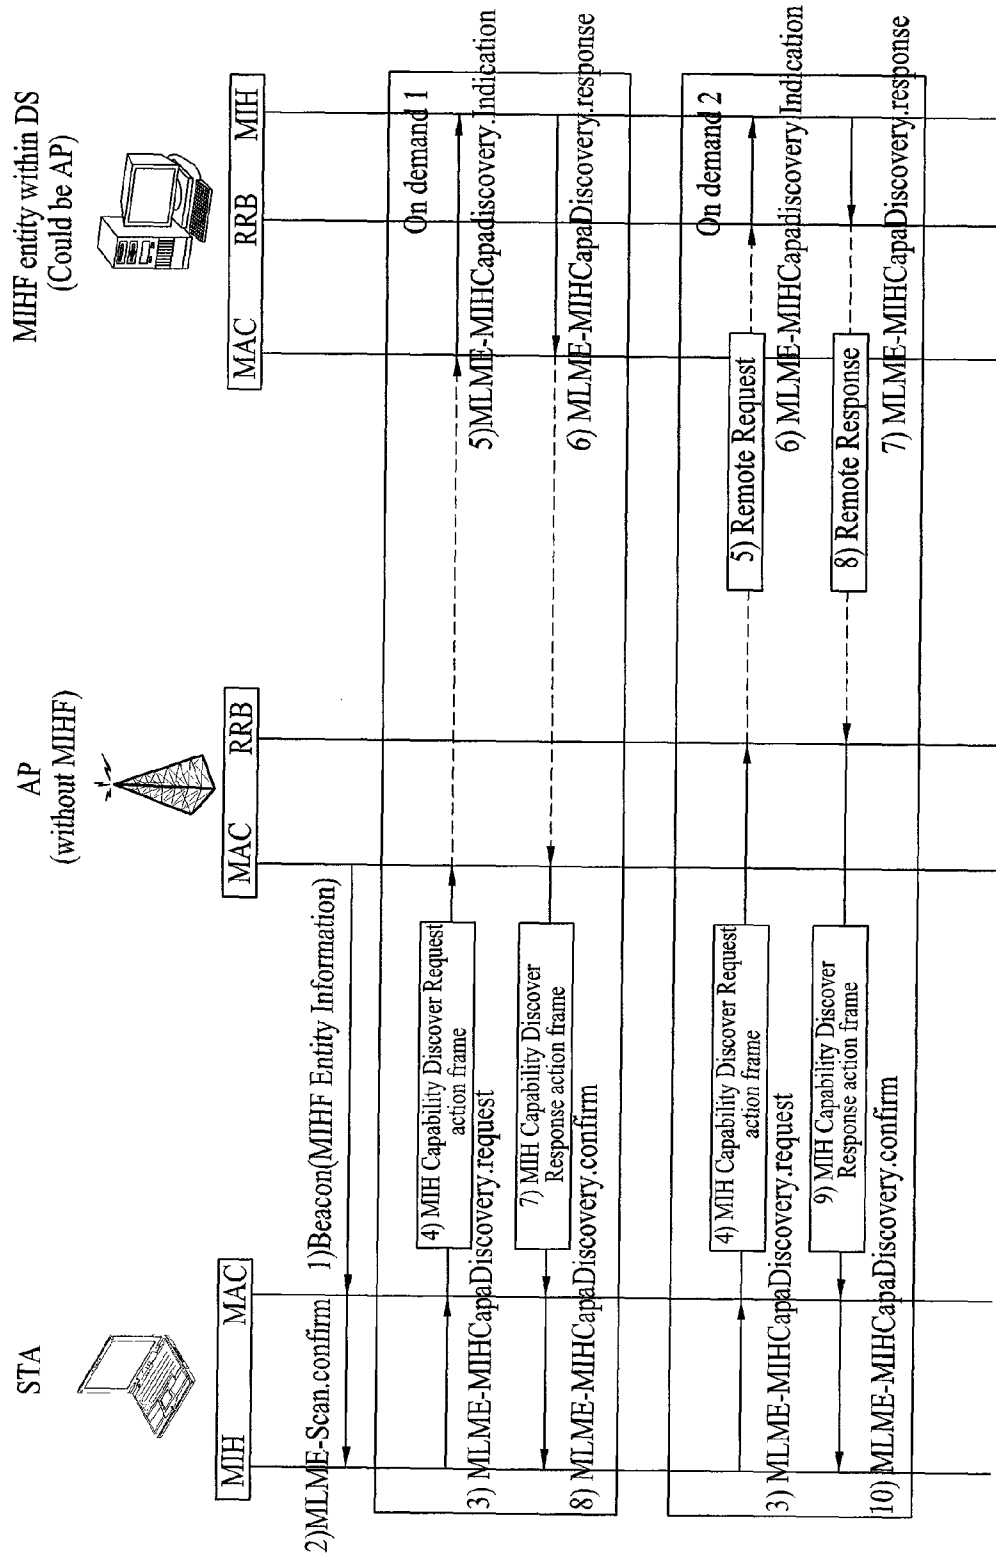 STA
AP
(without MIHF)
MIHF entity within DS
(Could be AP)
MIH
MAC
MAC
RRB
MAC
RRB
MIH
1)Beacon(MIHF Entity Information)
2)MLME-Scan.confirm
On demand 1
4) MIH Capability Discover Request
action frame
3) MLME-MIHCapaDiscovery.request
5)MLME-MIHCapadiscovery.Indication
7) MIH Capability Discover
Response action frame
8) MLME-MIHCapaDiscovery.confirm
6) MLME-MIHCapaDiscovery.response
On demand 2
4) MIH Capability Discover Request
action frame
5) Remote Request
3) MLME-MIHCapaDiscovery.request
6) MLME-MIHCapadiscovery.Indication
9) MIH Capability Discover
Response action frame
8) Remote Response
10) MLME-MIHCapaDiscovery.confirm
7) MLME-MIHCapaDiscovery.response